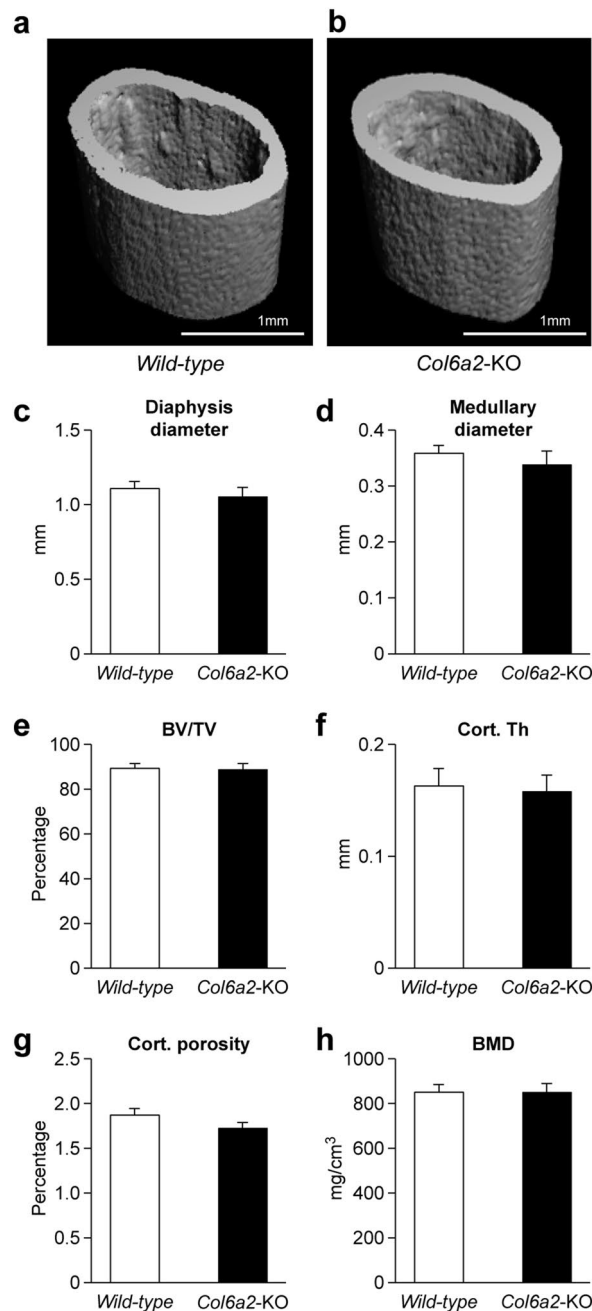 a
b
1mm
1mm
Wild-type
Col6a2-KO
c
Diaphysis
diameter
1.5
1.0
0.5
0
mm
Wild-type
Col6a2-KO
d
Medullary
diameter
0.4
0.3
0.2
0.1
0
mm
Wild-type
Col6a2-KO
e
BV/TV
100
80
60
40
20
0
Percentage
Wild-type
Col6a2-KO
f
Cort. Th
0.2
0.1
0
mm
Wild-type
Col6a2-KO
g
Cort. porosity
2.5
2.0
1.5
1.0
0.5
0
Percentage
Wild-type
Col6a2-KO
h
BMD
1000
800
600
400
200
0
mg/cm³
Wild-type
Col6a2-KO